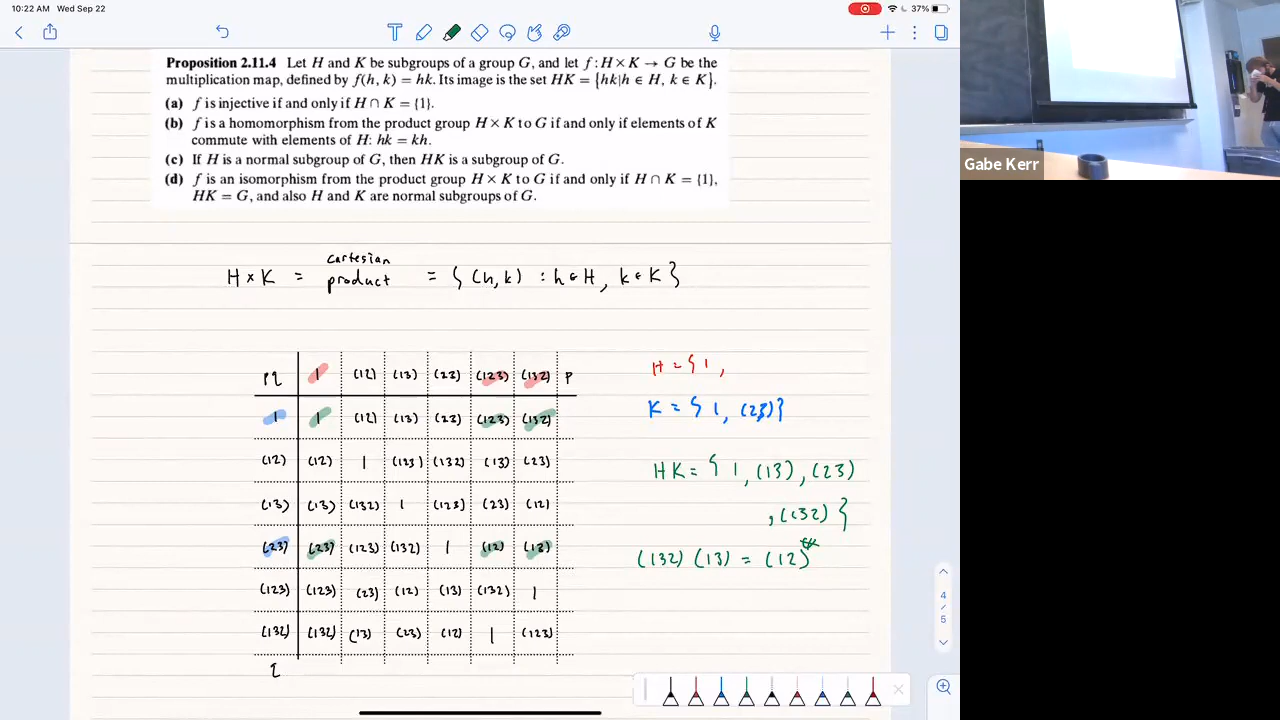 10:22 AM Wed Sep 22
37%
Proposition 2.11.4 Let H and K be subgroups of a group G, and let f : H × K → G be the
multiplication map, defined by f(h, k) = hk. Its image is the set HK = {hk|h ∈ H, k ∈ K}.
(a) f is injective if and only if H ∩ K = {1}.
(b) f is a homomorphism from the product group H × K to G if and only if elements of K
commute with elements of H: hk = kh.
(c) If H is a normal subgroup of G, then HK is a subgroup of G.
(d) f is an isomorphism from the product group H × K to G if and only if H ∩ K = {1},
HK = G, and also H and K are normal subgroups of G.
Gabe Kerr
H × K = cartesian product = { (h, k) : h ∈ H, k ∈ K }
pq 1 (12) (13) (23) (123) (132) p
1 1 (12) (13) (23) (123) (132)
(12) (12) 1 (123) (132) (13) (23)
(13) (13) (132) 1 (123) (23) (12)
(23) (23) (123) (132) 1 (12) (13)
(123) (123) (23) (12) (13) (132) 1
(132) (132) (13) (23) (12) 1 (123)
q
H = { 1,
K = { 1, (23) }
HK = { 1, (13), (23)
, (132) }
(132) (13) = (12)
4
/
5